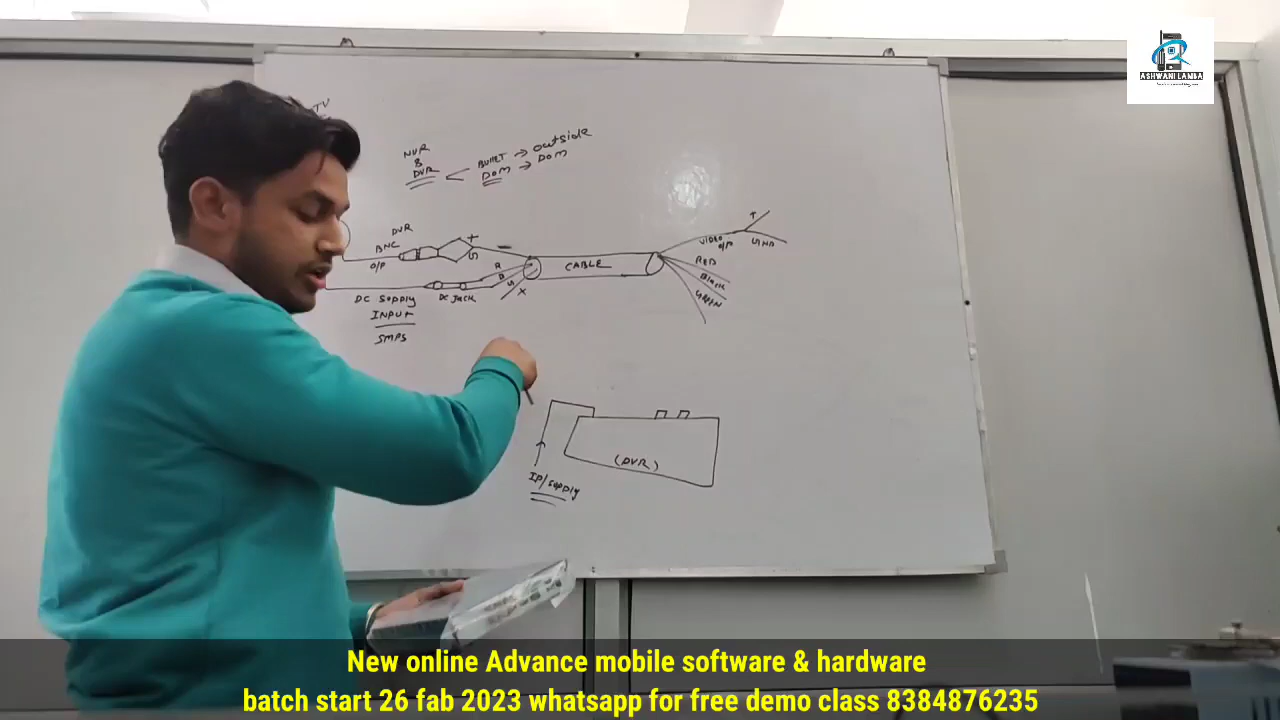 ASHWANI LAMBA
TV
NVR
&
DVR
BULLET → OUTSIDE
DOM → DOM
DVR
BNC
O/P
+
G
-
R
B
G
X
CABLE
VIDEO
O/P
+
GND
RED
Black
GREEN
DC SUPPLY
INPUT
SMPS
DC JACK
(DVR)
IP/SUPPLY
New online Advance mobile software & hardware
batch start 26 fab 2023 whatsapp for free demo class 8384876235